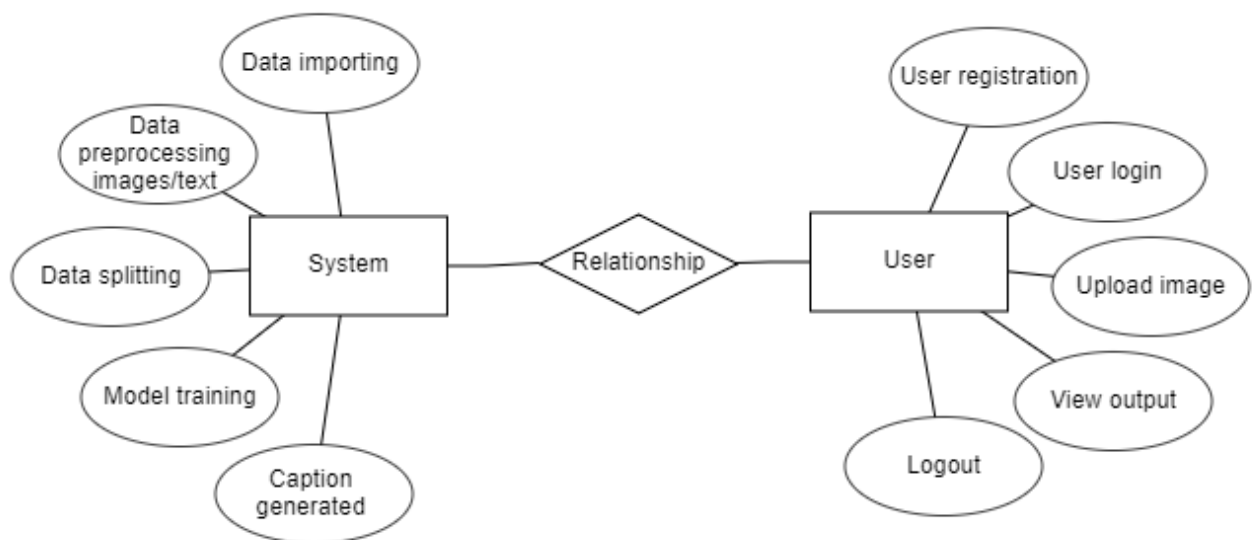 Data importing
User registration
Data
preprocessing
images/text
User login
System
Relationship
User
Data splitting
Upload image
Model training
View output
Caption
generated
Logout